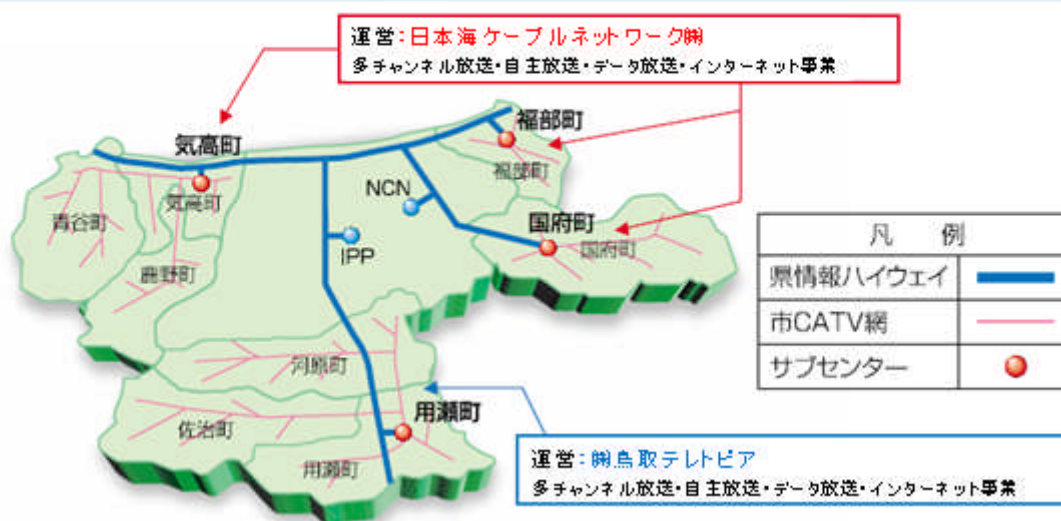 運営:日本海ケーブルネットワーク㈱
多チャンネル放送・自主放送・データ放送・インターネット事業
福部町
気高町
福部町
NCN
気高町
国府町
青谷町
国府町
IPP
鹿野町
凡 例
県情報ハイウェイ
市CATV網
サブセンター
河原町
用瀬町
佐治町
用瀬町
運営:㈱鳥取テレトピア
多チャンネル放送・自主放送・データ放送・インターネット事業